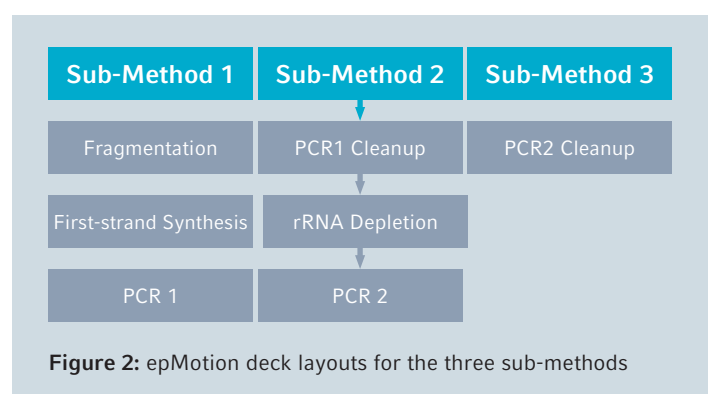 Sub-Method 1 Sub-Method 2 Sub-Method 3
Fragmentation PCR1 Cleanup PCR2 Cleanup
First-strand Synthesis rRNA Depletion
PCR 1 PCR 2
Figure 2: epMotion deck layouts for the three sub-methods